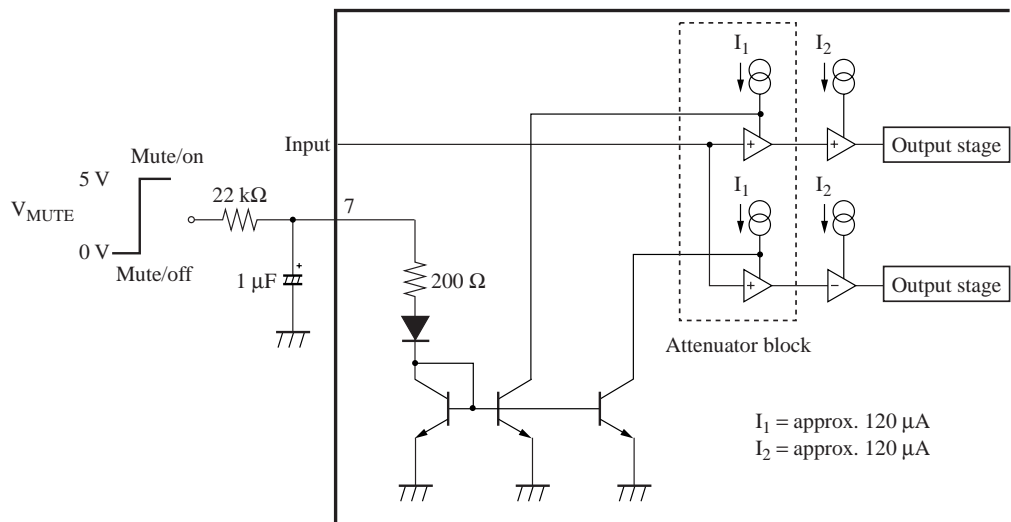 I₁
I₂
Input
+
+
Output stage
Mute/on
5 V
22 kΩ
7
V_MUTE
0 V
Mute/off
+
1 μF
200 Ω
I₁
I₂
+
−
Output stage
Attenuator block
I₁ = approx. 120 μA
I₂ = approx. 120 μA